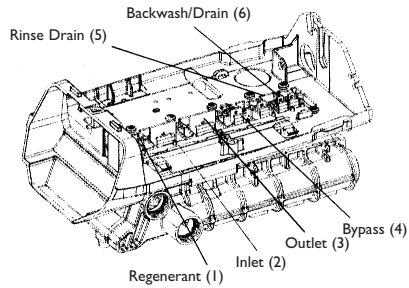 Backwash/Drain (6)
Rinse Drain (5)
Bypass (4)
Outlet (3)
Inlet (2)
Regenerant (1)